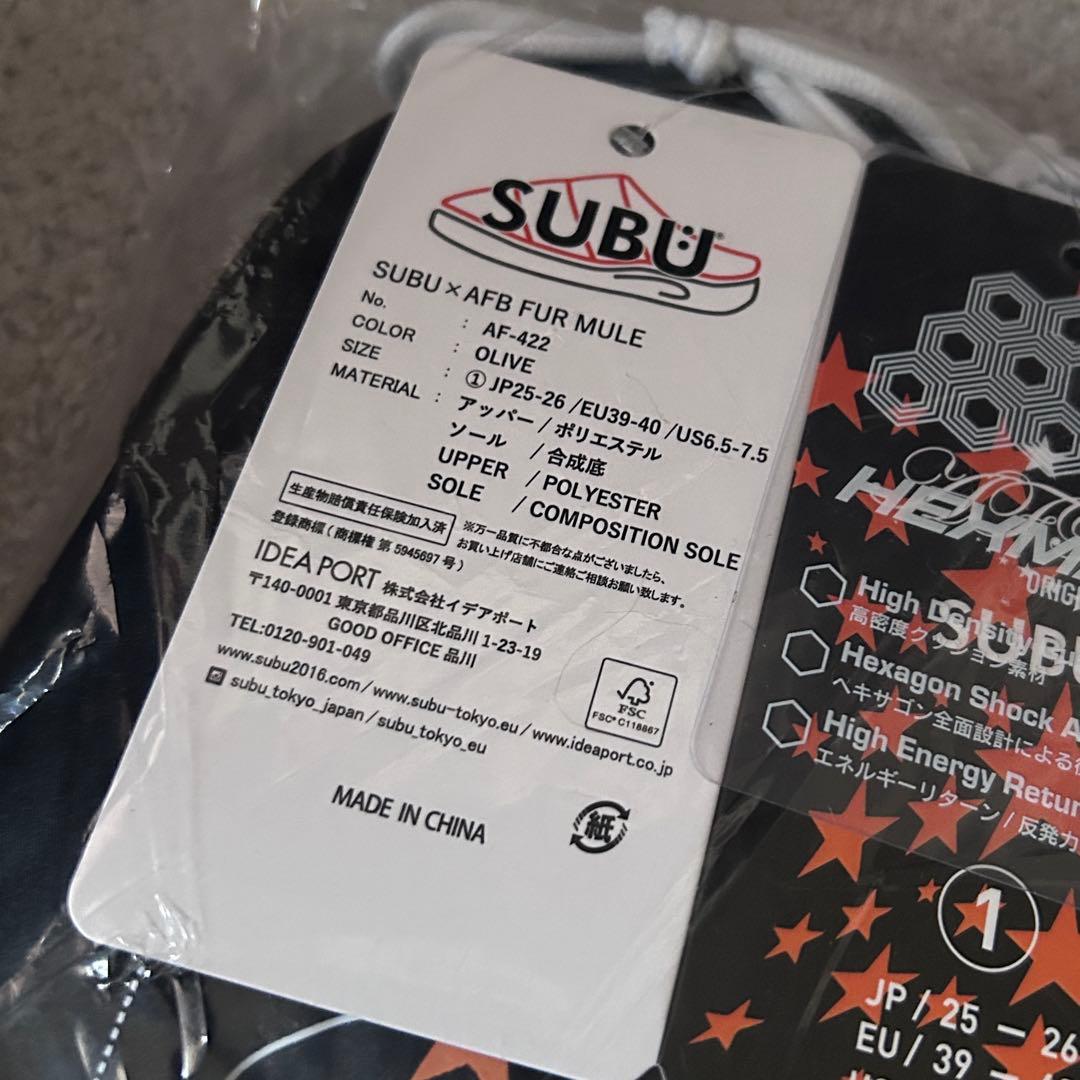 SUBU®
SUBU×AFB FUR MULE
No. : AF-422
COLOR : OLIVE
SIZE : ① JP25-26 /EU39-40 /US6.5-7.5
MATERIAL : アッパー/ポリエステル
ソール /合成底
UPPER /POLYESTER
SOLE /COMPOSITION SOLE
生産物賠償責任保険加入済
※万一品質に不都合な点がございましたら、
お買い上げ店舗にご連絡ご相談お願い致します。
登録商標(商標権 第 5945697 号)
IDEA PORT 株式会社イデアポート
〒140-0001 東京都品川区北品川 1-23-19
GOOD OFFICE 品川
TEL:0120-901-049
www.subu2016.com/www.subu-tokyo.eu/www.ideaport.co.jp
subu_tokyo_japan/subu_tokyo_eu
FSC
FSC® C118867
MADE IN CHINA
紙
High Density
高密度ク
素材
Hexagon Shock A
ヘキサゴン全面設計による
High Energy Retur
エネルギーリターン/反発力
SUB
1
JP / 25 – 26
EU / 39 –